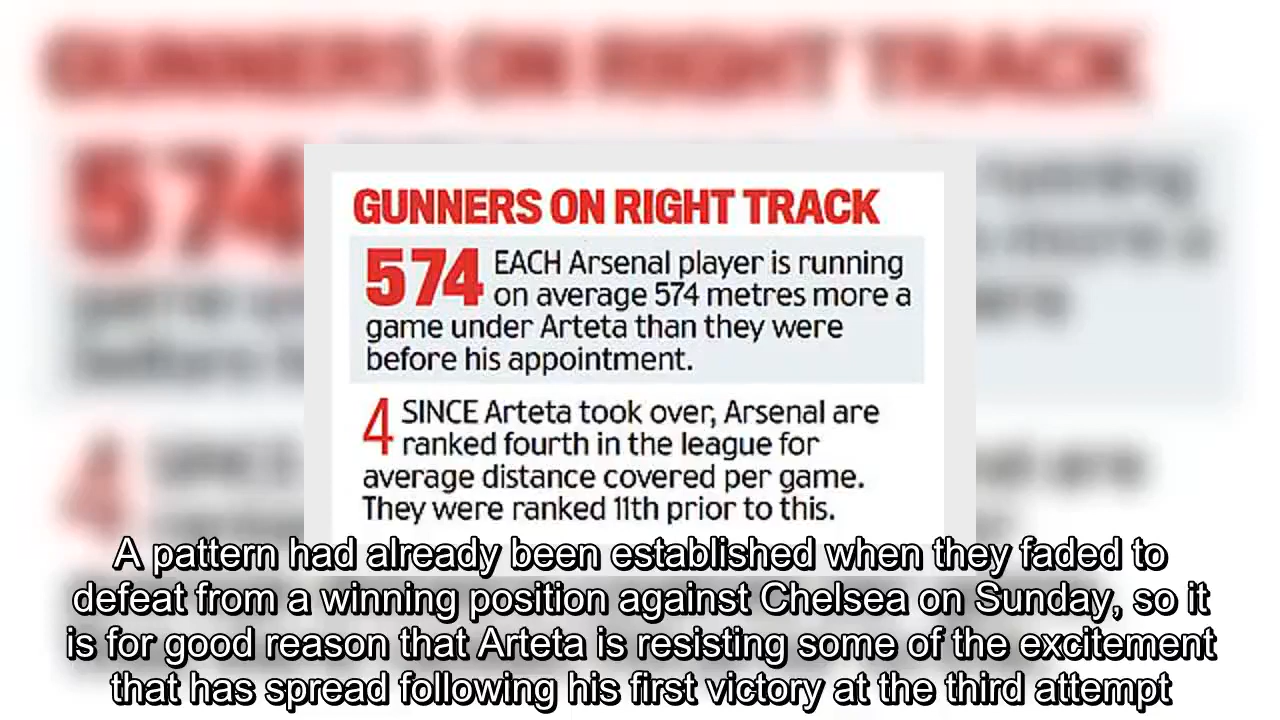 GUNNERS ON RIGHT TRACK
574 EACH Arsenal player is running
on average 574 metres more a
game under Arteta than they were
before his appointment.
4 SINCE Arteta took over, Arsenal are
ranked fourth in the league for
average distance covered per game.
They were ranked 11th prior to this.
A pattern had already been established when they faded to
defeat from a winning position against Chelsea on Sunday, so it
is for good reason that Arteta is resisting some of the excitement
that has spread following his first victory at the third attempt